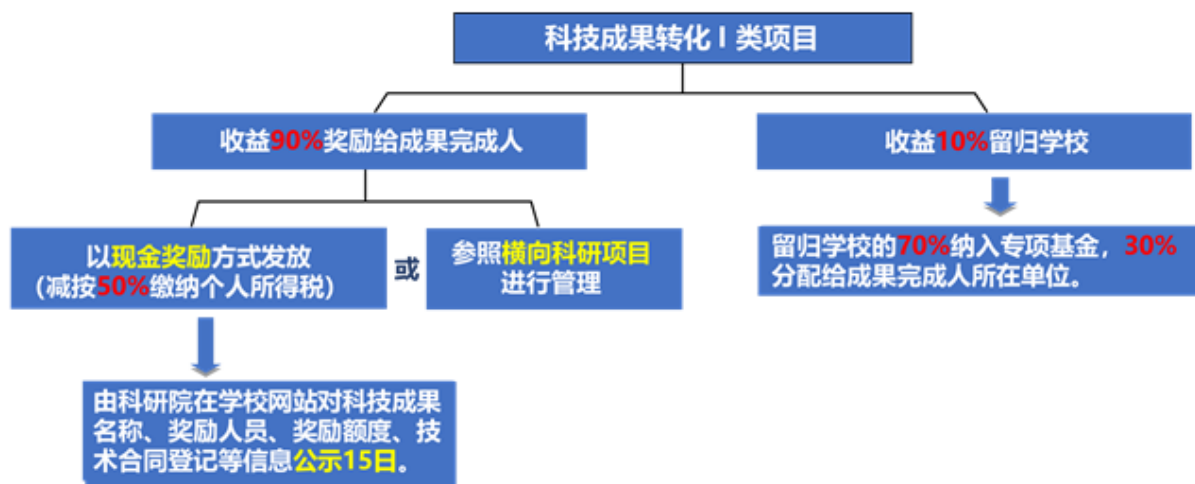 科技成果转化Ⅰ类项目
收益90%奖励给成果完成人
收益10%留归学校
以现金奖励方式发放
（减按50%缴纳个人所得税）
或
参照横向科研项目
进行管理
留归学校的70%纳入专项基金，30%
分配给成果完成人所在单位。
由科研院在学校网站对科技成果
名称、奖励人员、奖励额度、技
术合同登记等信息公示15日。